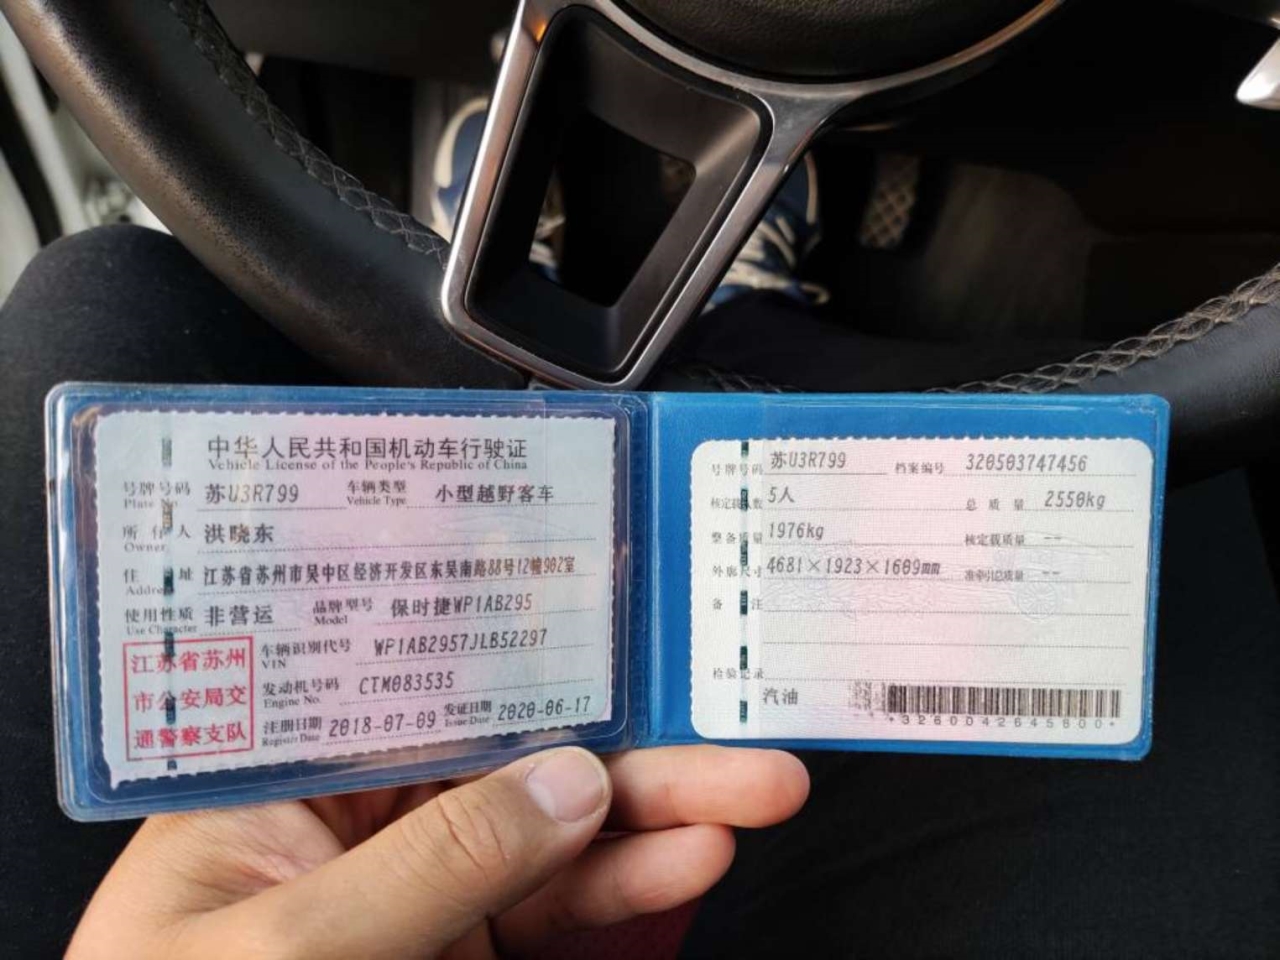 中华人民共和国机动车行驶证
Vehicle License of the People's Republic of China
号牌号码 苏U3R799 车辆类型 小型越野客车
Plate No. Vehicle Type
所有人 洪晓东
Owner
住址 江苏省苏州市吴中区经济开发区东吴南路88号12幢902室
Address
使用性质 非营运 品牌型号 保时捷WP1AB295
Use Character Model
江苏省苏州
市公安局交
通警察支队
车辆识别代号 WP1AB2957JLB52297
VIN
发动机号码 CTM083535
Engine No.
注册日期 2018-07-09 发证日期 2020-06-17
Register Date Issue Date
号牌号码 苏U3R799 档案编号 320503747456
核定载人数 5人 总质量 2550kg
整备质量 1976kg 核定载质量 --
外廓尺寸 4681×1923×1609mm 准牵引总质量 --
备注
检验记录
汽油
*3260042645800*